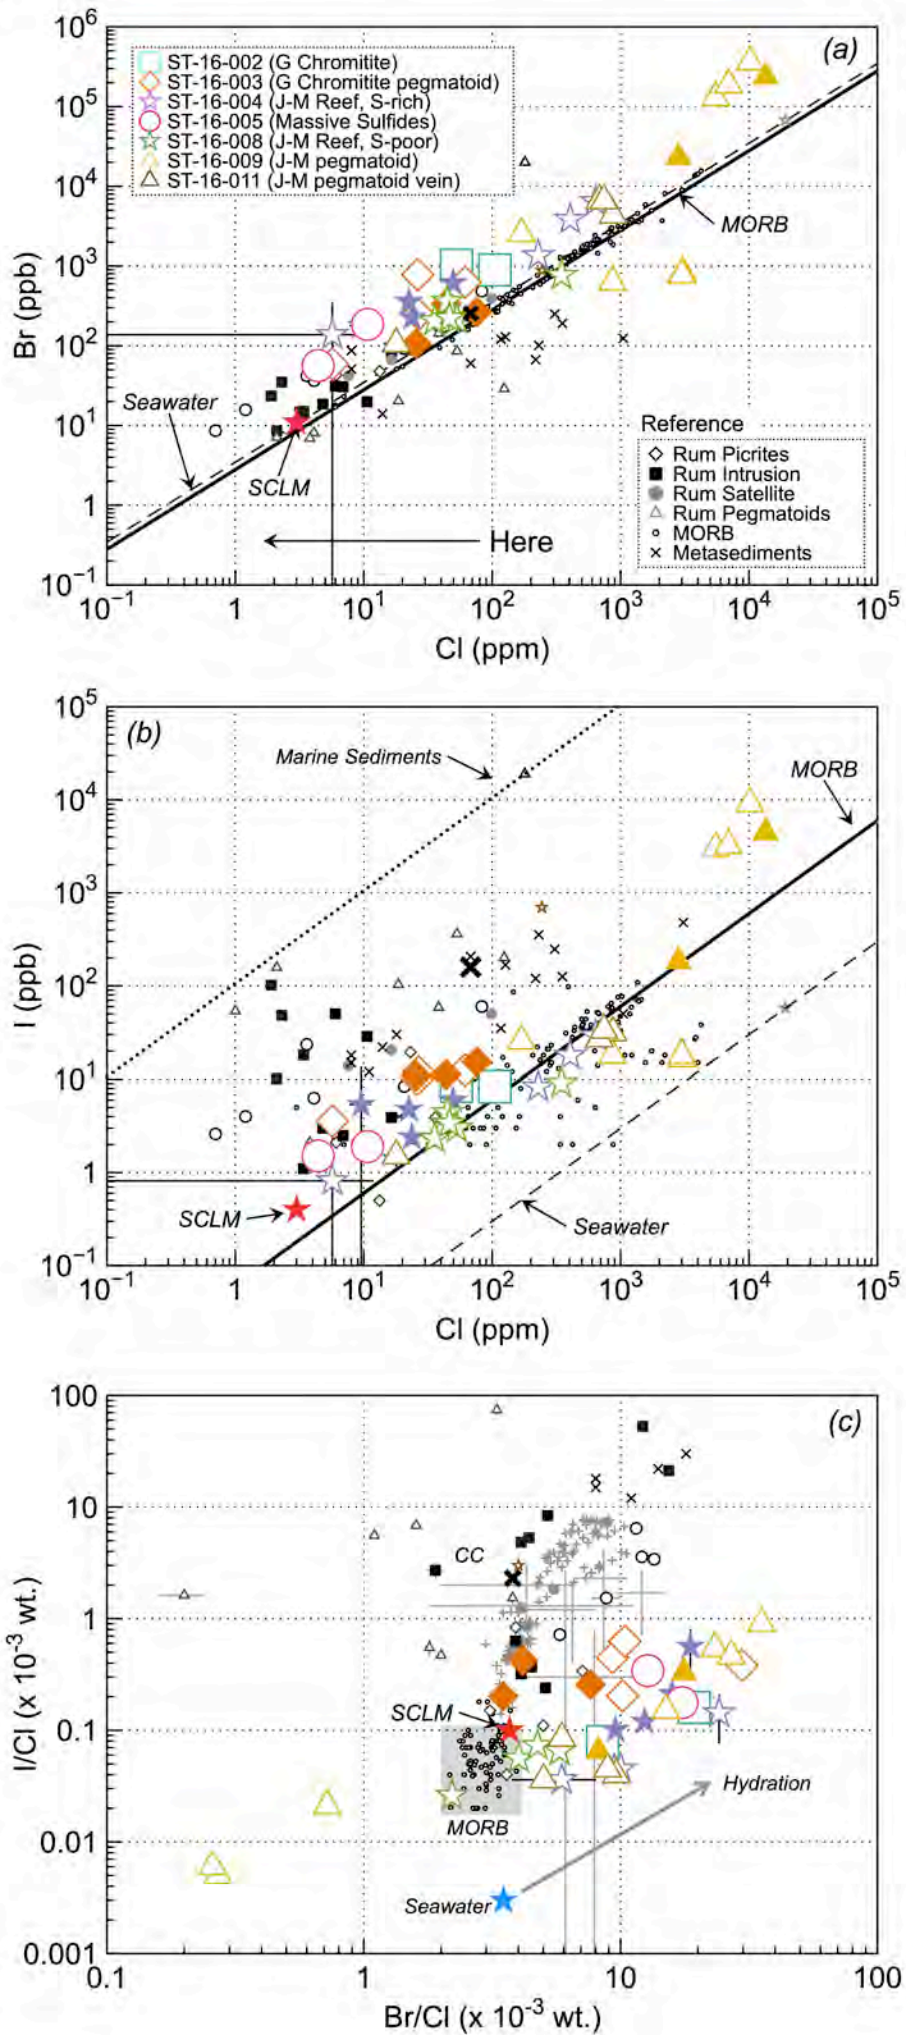 10⁶
10⁵
10⁴
10³
10²
10¹
1
10⁻¹
Br (ppb)
(a)
ST-16-002 (G Chromitite)
ST-16-003 (G Chromitite pegmatoid)
ST-16-004 (J-M Reef, S-rich)
ST-16-005 (Massive Sulfides)
ST-16-008 (J-M Reef, S-poor)
ST-16-009 (J-M pegmatoid)
ST-16-011 (J-M pegmatoid vein)
MORB
Seawater
SCLM
Here
Reference
Rum Picrites
Rum Intrusion
Rum Satellite
Rum Pegmatoids
MORB
Metasediments
10⁻¹ 1 10¹ 10² 10³ 10⁴ 10⁵
Cl (ppm)
10⁵
10⁴
10³
10²
10¹
1
10⁻¹
I (ppb)
(b)
Marine Sediments
MORB
SCLM
Seawater
10⁻¹ 1 10¹ 10² 10³ 10⁴ 10⁵
Cl (ppm)
100
10
1
0.1
0.01
0.001
I/Cl (x 10⁻³ wt.)
(c)
CC
SCLM
MORB
Hydration
Seawater
0.1 1 10 100
Br/Cl (x 10⁻³ wt.)